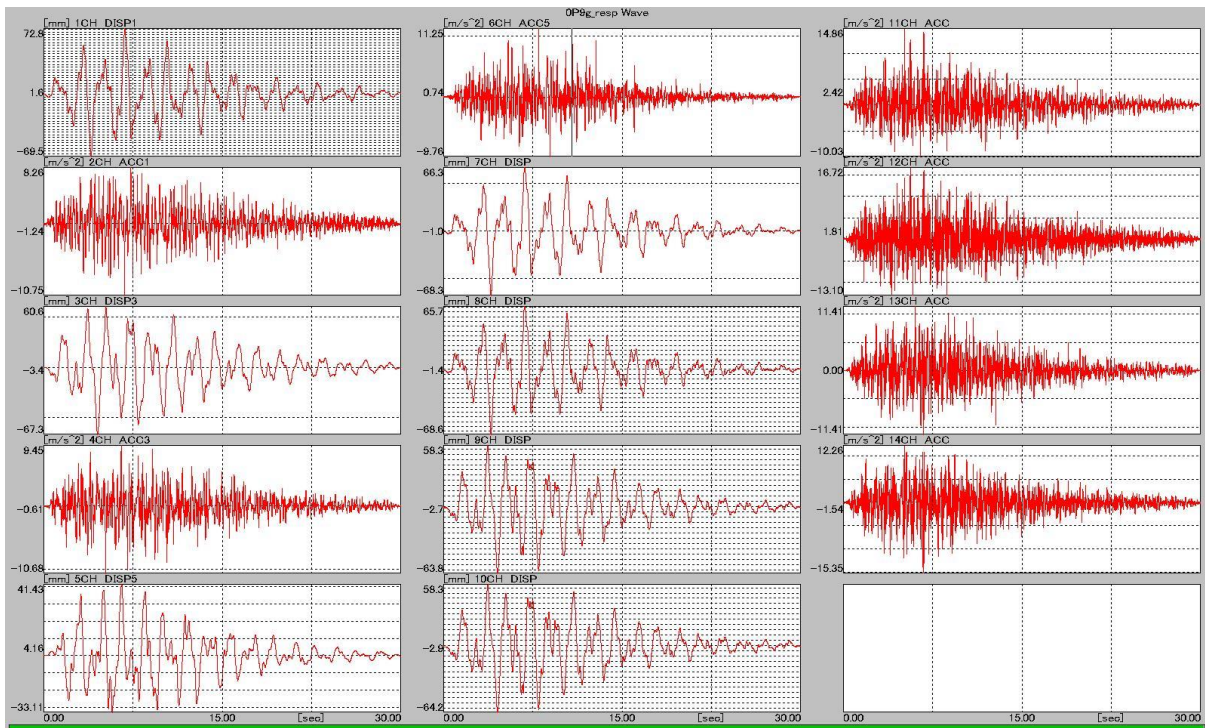 0P9g_resp Wave
[mm] 1CH DISP1
72.8
1.6
-69.5
[m/s^2] 2CH ACC1
8.26
-1.24
-10.75
[mm] 3CH DISP3
60.6
-3.4
-67.3
[m/s^2] 4CH ACC3
9.45
-0.61
-10.68
[mm] 5CH DISP5
41.43
4.16
-33.11
0.00 15.00 [sec] 30.00
[m/s^2] 6CH ACC5
11.25
0.74
-9.76
[mm] 7CH DISP
66.3
-1.0
-68.3
[mm] 8CH DISP
65.7
-1.4
-68.6
[mm] 9CH DISP
58.3
-2.7
-63.8
[mm] 10CH DISP
58.3
-2.9
-64.2
0.00 15.00 [sec] 30.00
[m/s^2] 11CH ACC
14.86
2.42
-10.03
[m/s^2] 12CH ACC
16.72
1.81
-13.10
[m/s^2] 13CH ACC
11.41
0.00
-11.41
[m/s^2] 14CH ACC
12.26
-1.54
-15.35
0.00 15.00 [sec] 30.00